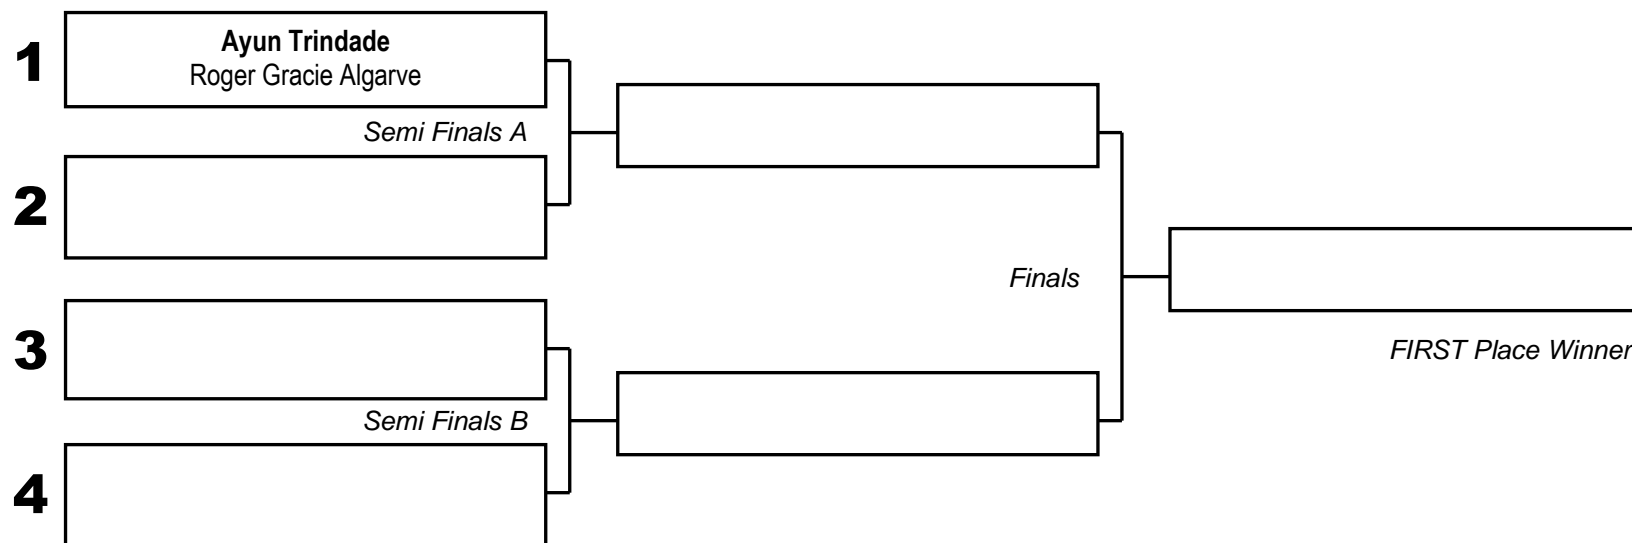 1
Ayun Trindade
Roger Gracie Algarve
Semi Finals A
2
Finals
3
FIRST Place Winner
Semi Finals B
4